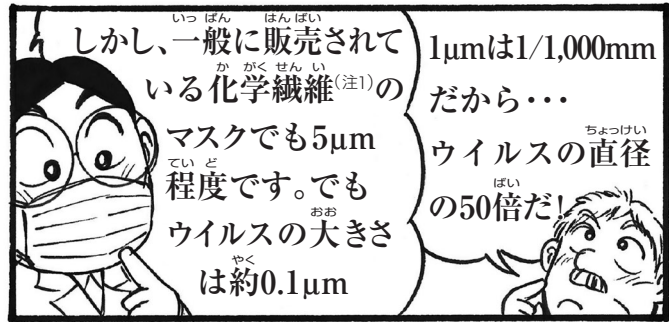 しかし、一般に販売されて
いる化学繊維(注1)の
マスクでも5μm
程度です。でも
ウイルスの大きさ
は約0.1μm
1μmは1/1,000mm
だから・・・
ウイルスの直径
の50倍だ!